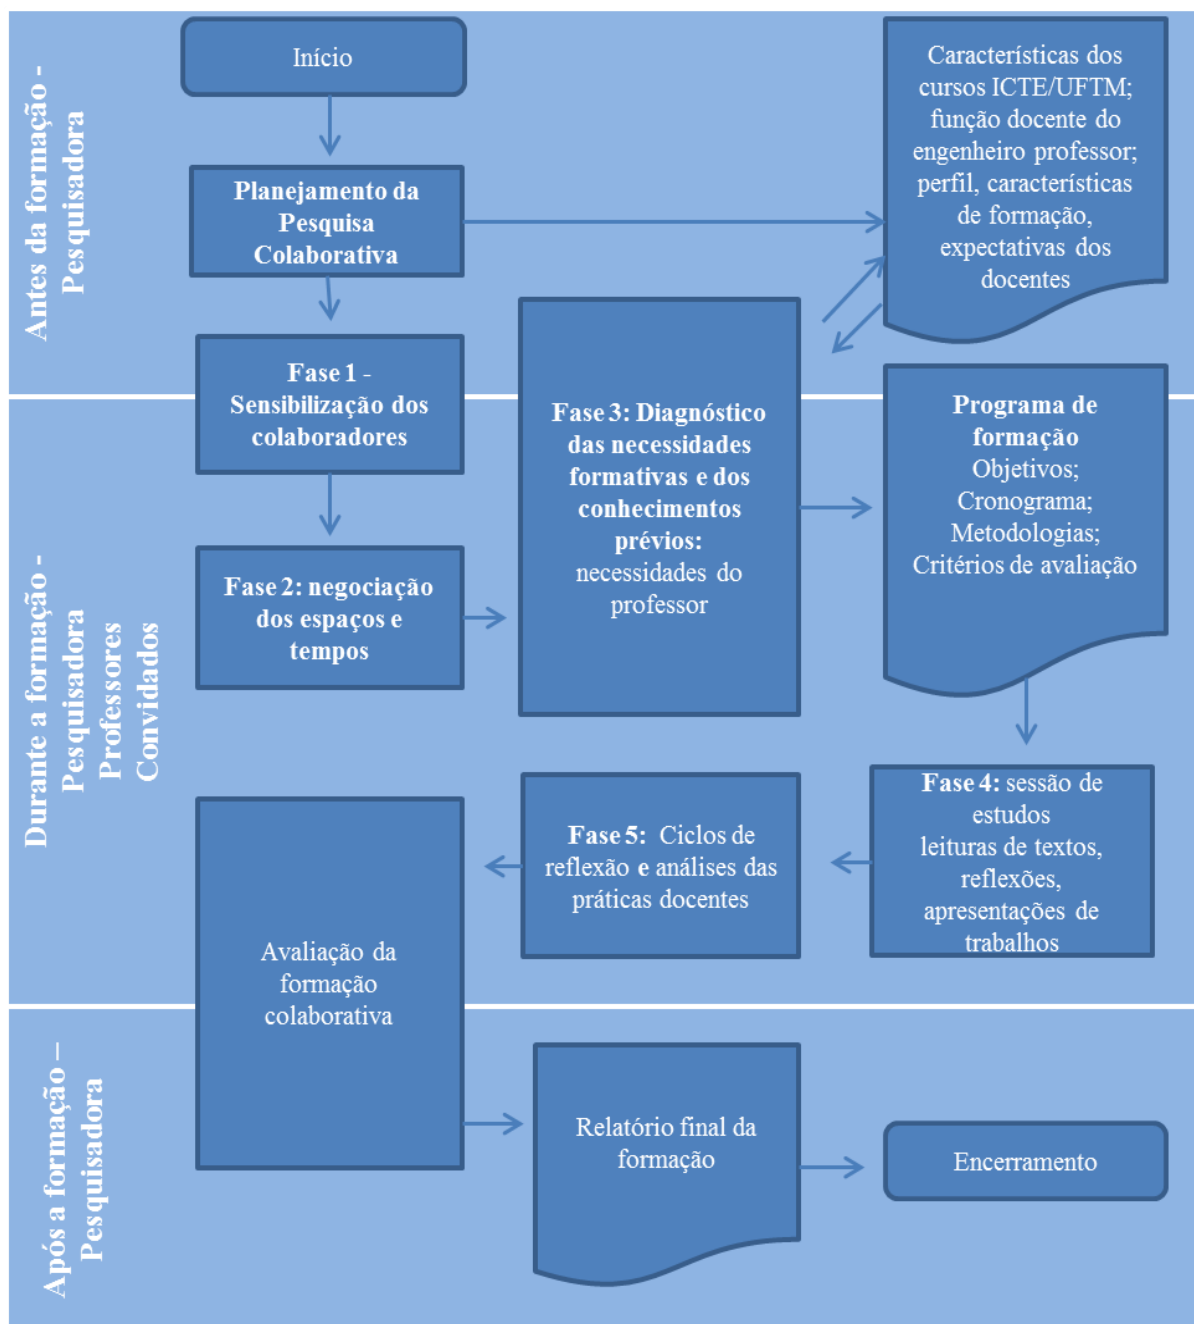 Antes da formação -
Pesquisadora
Início
Planejamento da
Pesquisa
Colaborativa
Características dos
cursos ICTE/UFTM;
função docente do
engenheiro professor;
perfil, características
de formação,
expectativas dos
docentes
Fase 1 -
Sensibilização dos
colaboradores
Durante a formação -
Pesquisadora
Professores
Convidados
Fase 2: negociação
dos espaços e
tempos
Fase 3: Diagnóstico
das necessidades
formativas e dos
conhecimentos
prévios:
necessidades do
professor
Programa de
formação
Objetivos;
Cronograma;
Metodologias;
Critérios de avaliação
Fase 4: sessão de
estudos
leituras de textos,
reflexões,
apresentações de
trabalhos
Fase 5: Ciclos de
reflexão e análises das
práticas docentes
Avaliação da
formação
colaborativa
Após a formação –
Pesquisadora
Relatório final da
formação
Encerramento